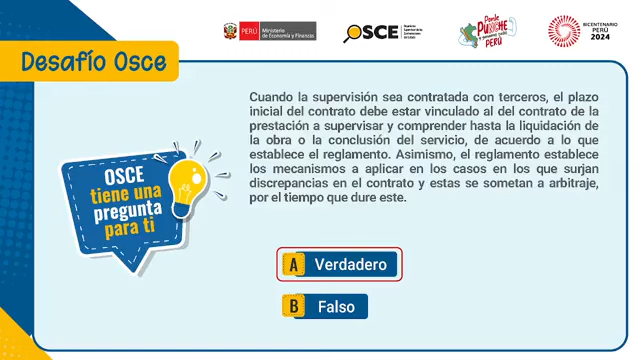 PERÚ Ministerio de Economía y Finanzas
OSCE
Ponle PUNCHE
PERÚ
BICENTENARIO PERÚ 2024
Desafío Osce
Cuando la supervisión sea contratada con terceros, el plazo
inicial del contrato debe estar vinculado al del contrato de la
prestación a supervisar y comprender hasta la liquidación de
la obra o la conclusión del servicio, de acuerdo a lo que
establece el reglamento. Asimismo, el reglamento establece
los mecanismos a aplicar en los casos en los que surjan
discrepancias en el contrato y estas se sometan a arbitraje,
por el tiempo que dure este.
OSCE
tiene una
pregunta
para ti
A Verdadero
B Falso